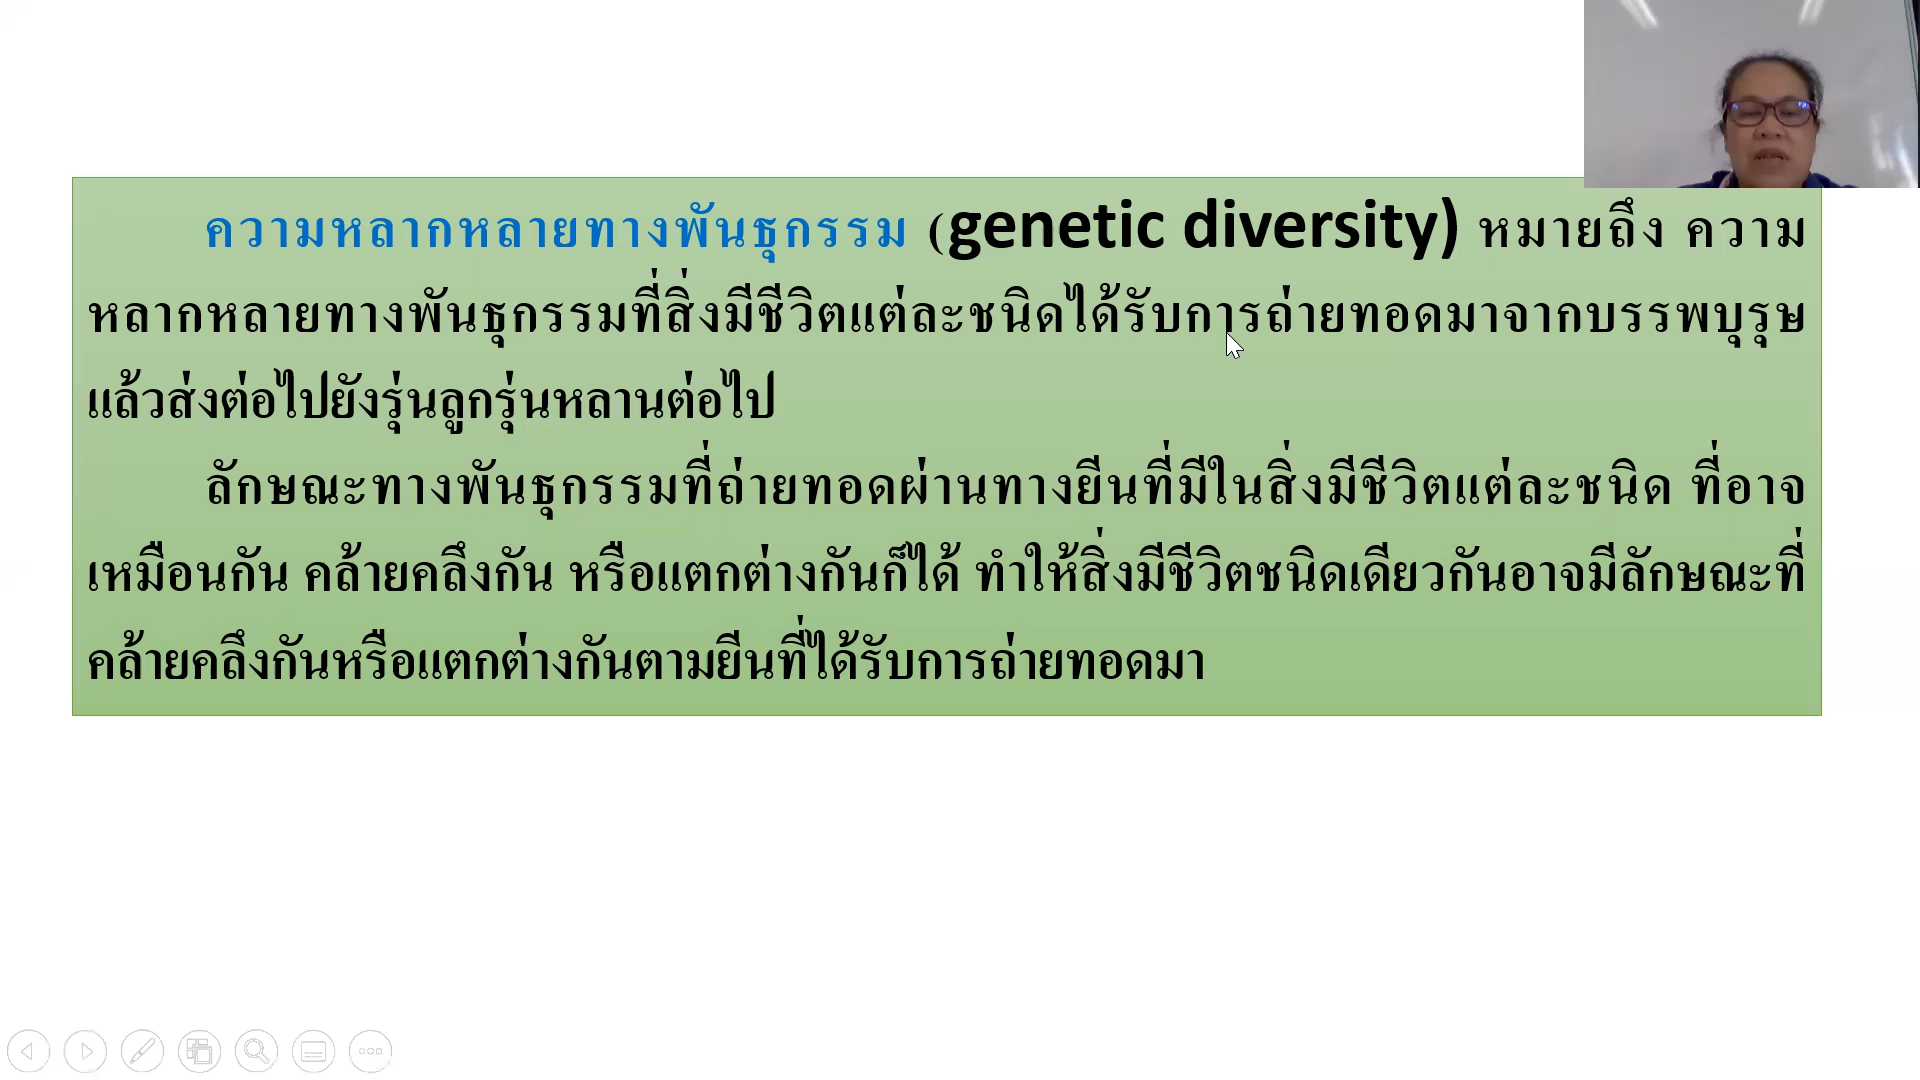 ความหลากหลายทางพันธุกรรม (genetic diversity) หมายถึง ความ
หลากหลายทางพันธุกรรมที่สิ่งมีชีวิตแต่ละชนิดได้รับการถ่ายทอดมาจากบรรพบุรุษ
แล้วส่งต่อไปยังรุ่นลูกรุ่นหลานต่อไป
ลักษณะทางพันธุกรรมที่ถ่ายทอดผ่านทางยีนที่มีในสิ่งมีชีวิตแต่ละชนิด ที่อาจ
เหมือนกัน คล้ายคลึงกัน หรือแตกต่างกันก็ได้ ทำให้สิ่งมีชีวิตชนิดเดียวกันอาจมีลักษณะที่
คล้ายคลึงกันหรือแตกต่างกันตามยีนที่ได้รับการถ่ายทอดมา